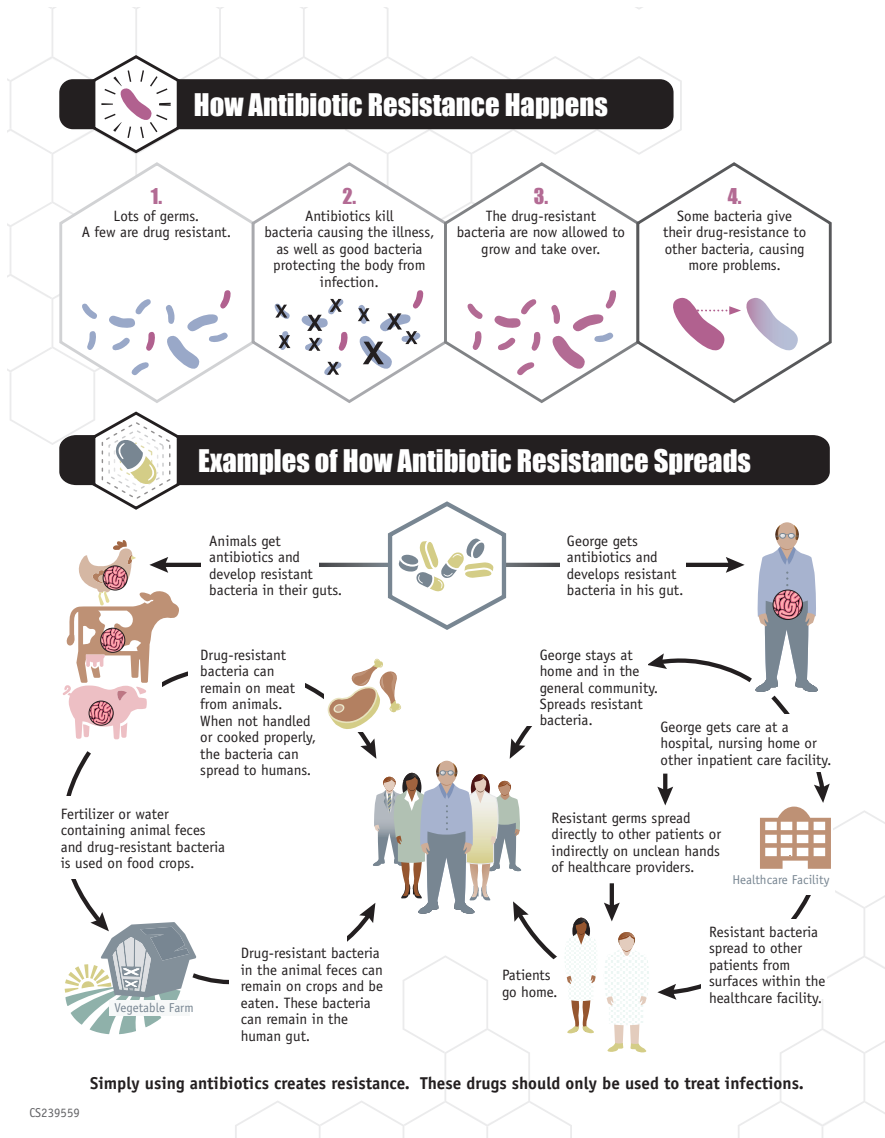 How Antibiotic Resistance Happens
1.
Lots of germs.
A few are drug resistant.
2.
Antibiotics kill
bacteria causing the illness,
as well as good bacteria
protecting the body from
infection.
3.
The drug-resistant
bacteria are now allowed to
grow and take over.
4.
Some bacteria give
their drug-resistance to
other bacteria, causing
more problems.
X
X
X
X
X
X
X
X
X
X
Examples of How Antibiotic Resistance Spreads
Animals get
antibiotics and
develop resistant
bacteria in their guts.
George gets
antibiotics and
develops resistant
bacteria in his gut.
Drug-resistant
bacteria can
remain on meat
from animals.
When not handled
or cooked properly,
the bacteria can
spread to humans.
George stays at
home and in the
general community.
Spreads resistant
bacteria.
George gets care at a
hospital, nursing home or
other inpatient care facility.
Fertilizer or water
containing animal feces
and drug-resistant bacteria
is used on food crops.
Resistant germs spread
directly to other patients or
indirectly on unclean hands
of healthcare providers.
Healthcare Facility
Vegetable Farm
Drug-resistant bacteria
in the animal feces can
remain on crops and be
eaten. These bacteria
can remain in the
human gut.
Patients
go home.
Resistant bacteria
spread to other
patients from
surfaces within the
healthcare facility.
Simply using antibiotics creates resistance. These drugs should only be used to treat infections.
CS239559